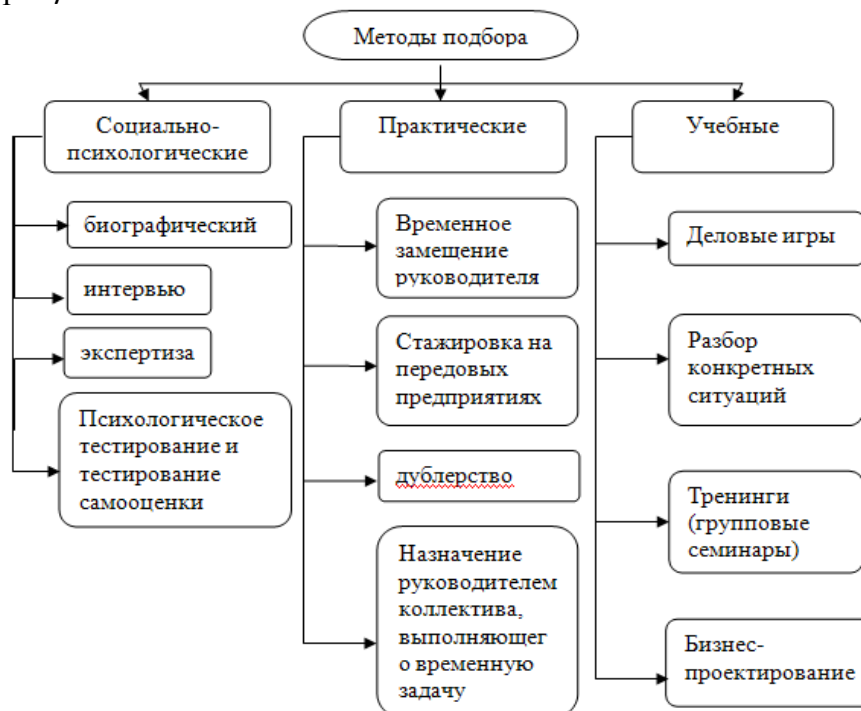 Методы подбора
Социально-
психологические
биографический
интервью
экспертиза
Психологическое
тестирование и
тестирование
самооценки
Практические
Временное
замещение
руководителя
Стажировка на
передовых
предприятиях
дублерство
Назначение
руководителем
коллектива,
выполняющег
о временную
задачу
Учебные
Деловые игры
Разбор
конкретных
ситуаций
Тренинги
(групповые
семинары)
Бизнес-
проектирование